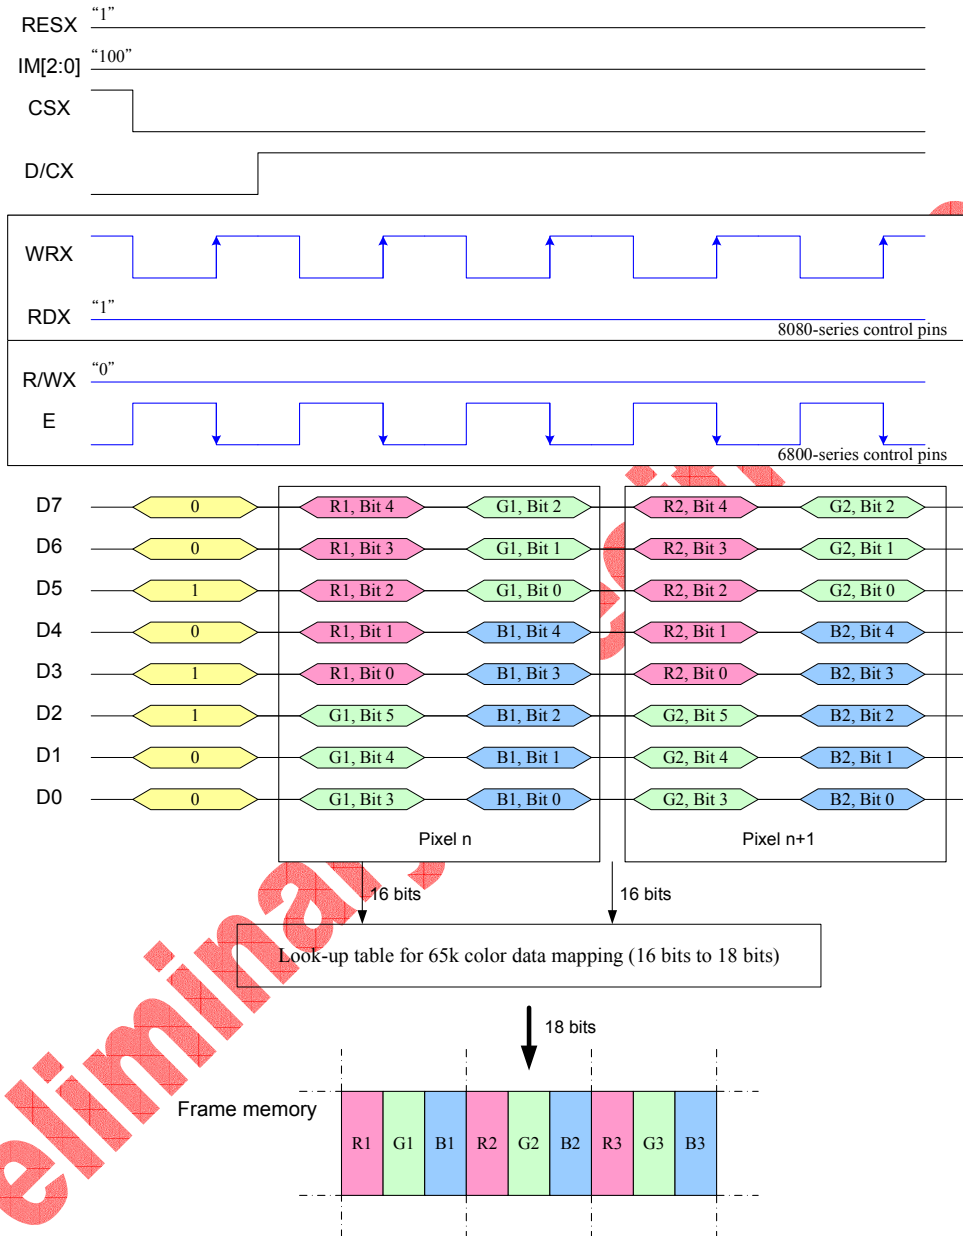 RESX “1”
IM[2:0] “100”
CSX
D/CX
WRX
RDX “1”
8080-series control pins
R/WX “0”
E
6800-series control pins
D7 0 R1, Bit 4 G1, Bit 2 R2, Bit 4 G2, Bit 2
D6 0 R1, Bit 3 G1, Bit 1 R2, Bit 3 G2, Bit 1
D5 1 R1, Bit 2 G1, Bit 0 R2, Bit 2 G2, Bit 0
D4 0 R1, Bit 1 B1, Bit 4 R2, Bit 1 B2, Bit 4
D3 1 R1, Bit 0 B1, Bit 3 R2, Bit 0 B2, Bit 3
D2 1 G1, Bit 5 B1, Bit 2 G2, Bit 5 B2, Bit 2
D1 0 G1, Bit 4 B1, Bit 1 G2, Bit 4 B2, Bit 1
D0 0 G1, Bit 3 B1, Bit 0 G2, Bit 3 B2, Bit 0
Pixel n Pixel n+1
16 bits 16 bits
Look-up table for 65k color data mapping (16 bits to 18 bits)
18 bits
Frame memory
R1 G1 B1 R2 G2 B2 R3 G3 B3